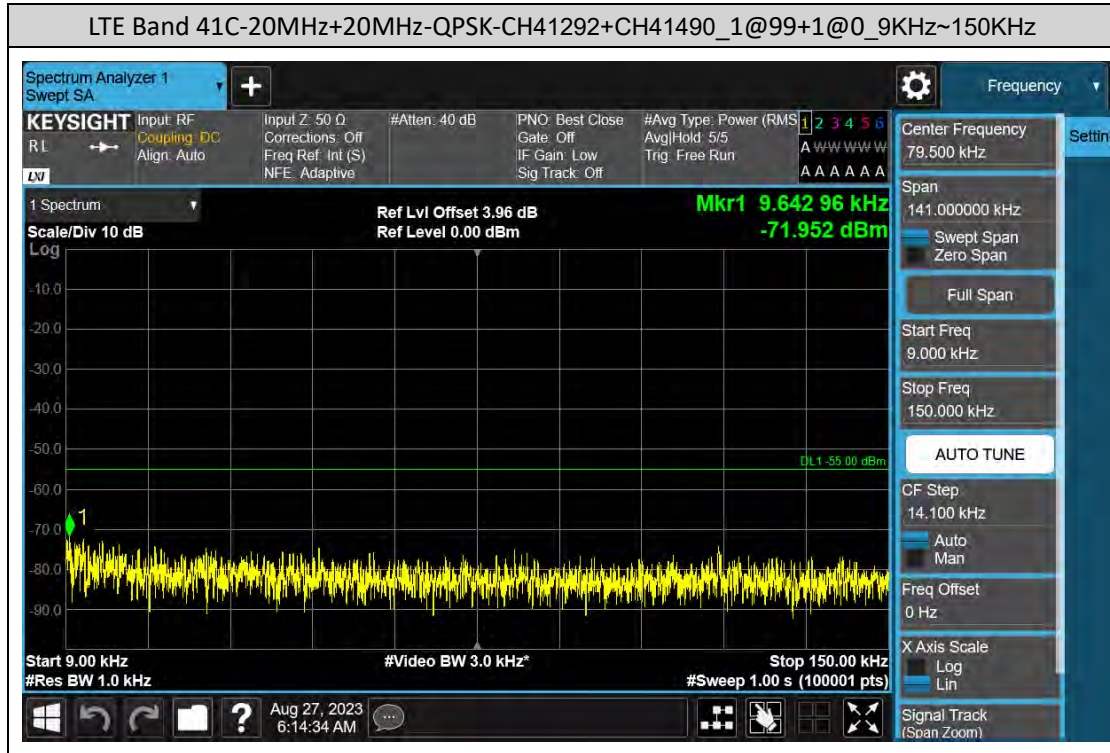 LTE Band 41C-20MHz+20MHz-QPSK-CH41292+CH41490_1@99+1@0_9KHz~150KHz
Spectrum Analyzer 1
Swept SA
+
Frequency
KEYSIGHT
R L
LXI
Input: RF
Coupling: DC
Align: Auto
Input Z: 50 Ω
Corrections: Off
Freq Ref: Int (S)
NFE: Adaptive
#Atten: 40 dB
PNO: Best Close
Gate: Off
IF Gain: Low
Sig Track: Off
#Avg Type: Power (RMS
Avg|Hold: 5/5
Trig: Free Run
1 2 3 4 5 6
A W W W W W
A A A A A A
1 Spectrum
Scale/Div 10 dB
Log
Ref Lvl Offset 3.96 dB
Ref Level 0.00 dBm
Mkr1 9.642 96 kHz
-71.952 dBm
-10.0
-20.0
-30.0
-40.0
-50.0
-60.0
-70.0
-80.0
-90.0
DL1 -55.00 dBm
1
Start 9.00 kHz
#Res BW 1.0 kHz
#Video BW 3.0 kHz*
Stop 150.00 kHz
#Sweep 1.00 s (100001 pts)
Center Frequency
79.500 kHz
Settin
Span
141.000000 kHz
Swept Span
Zero Span
Full Span
Start Freq
9.000 kHz
Stop Freq
150.000 kHz
AUTO TUNE
CF Step
14.100 kHz
Auto
Man
Freq Offset
0 Hz
X Axis Scale
Log
Lin
Signal Track
(Span Zoom)
?
Aug 27, 2023
6:14:34 AM